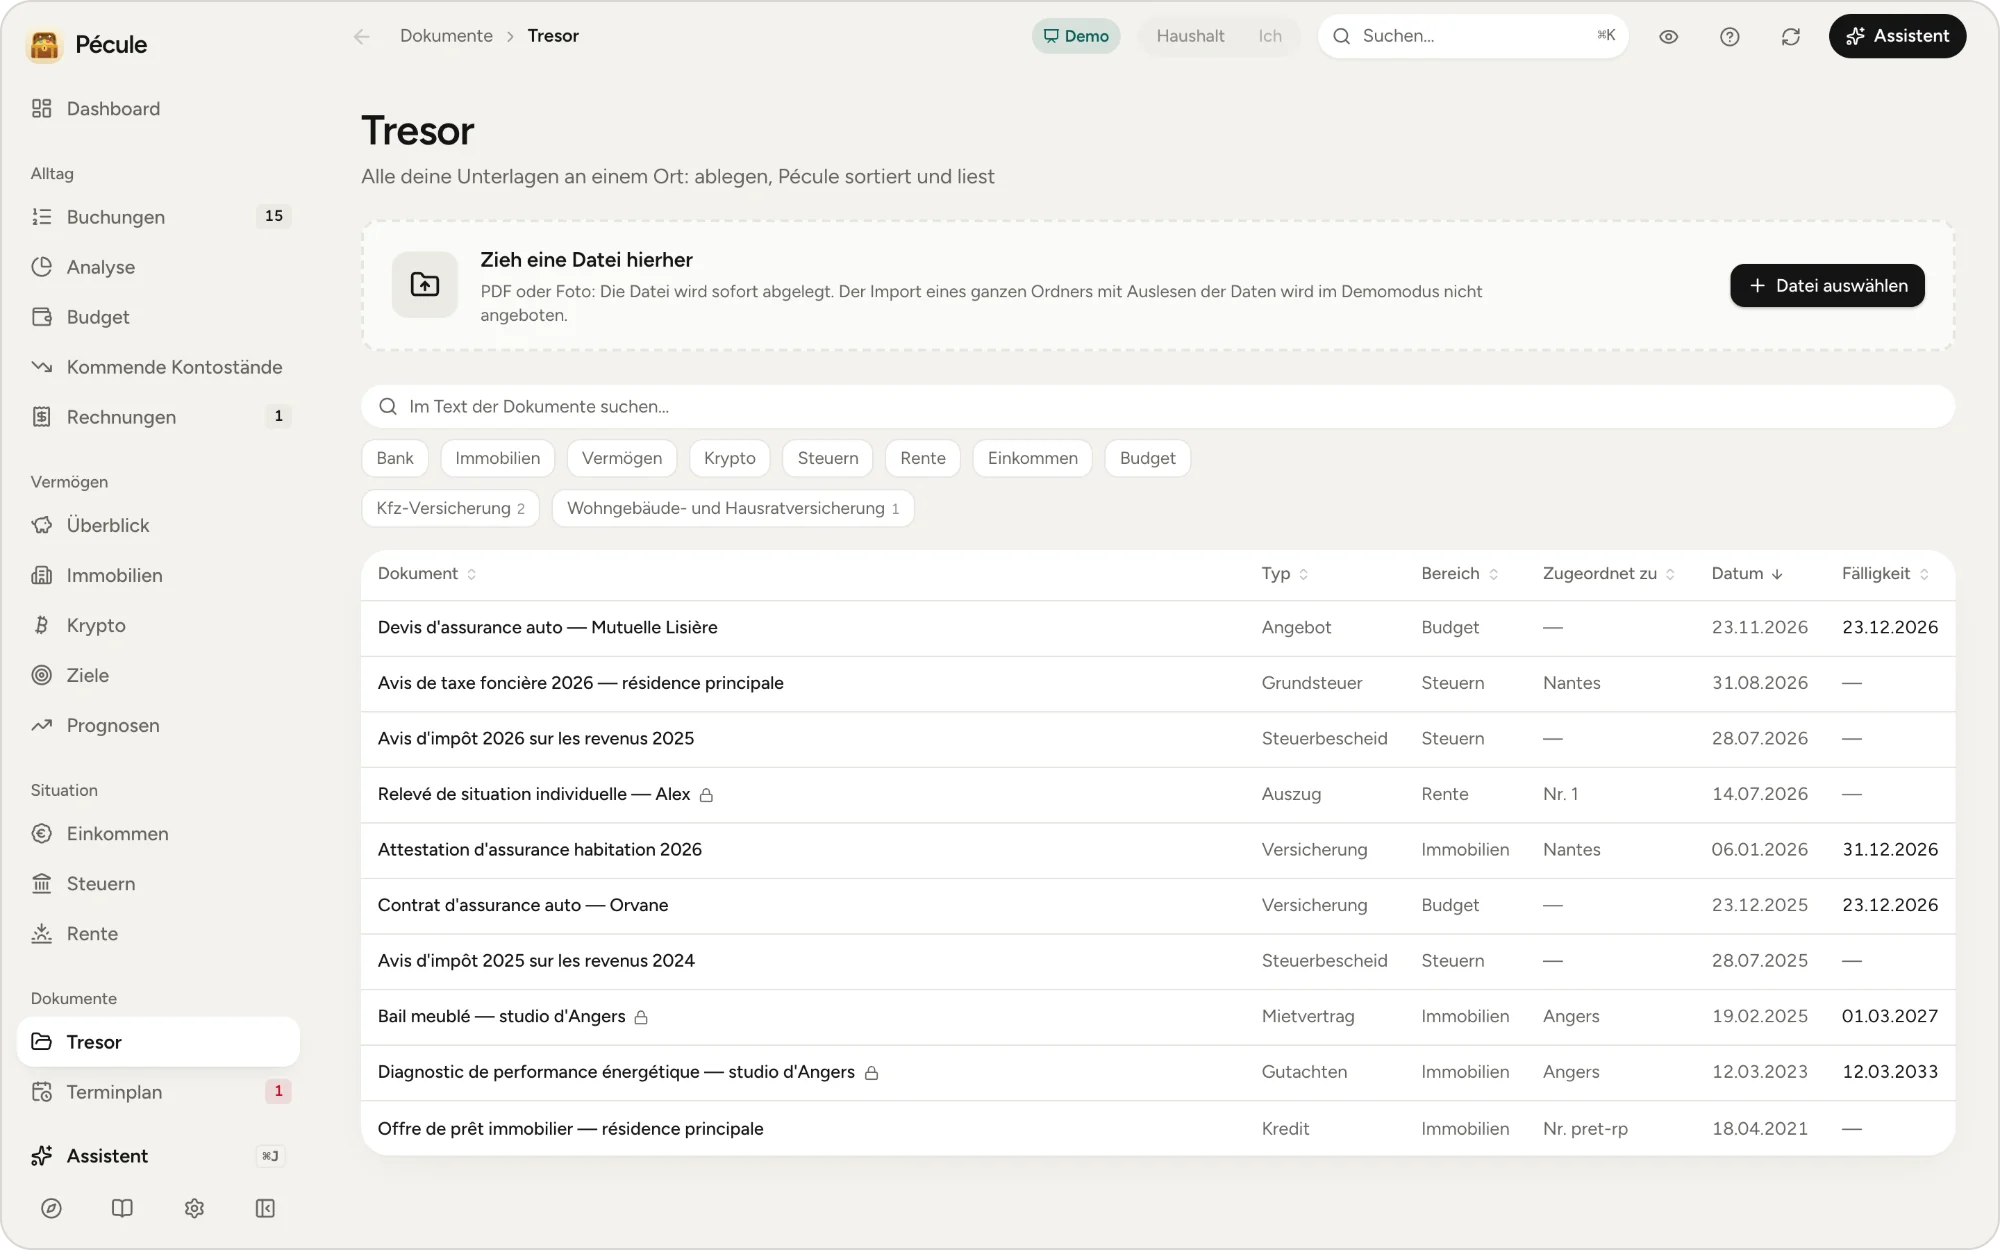 Pécule
Dokumente
Tresor
Demo
Haushalt
Ich
Suchen...
⌘K
Assistent
Dashboard
Alltag
Buchungen
15
Analyse
Budget
Kommende Kontostände
Rechnungen
1
Vermögen
Überblick
Immobilien
Krypto
Ziele
Prognosen
Situation
Einkommen
Steuern
Rente
Dokumente
Tresor
Terminplan
1
Assistent
⌘J
Tresor
Alle deine Unterlagen an einem Ort: ablegen, Pécule sortiert und liest
Zieh eine Datei hierher
PDF oder Foto: Die Datei wird sofort abgelegt. Der Import eines ganzen Ordners mit Auslesen der Daten wird im Demomodus nicht
angeboten.
Datei auswählen
Im Text der Dokumente suchen...
Bank Immobilien Vermögen Krypto Steuern Rente Einkommen Budget
Kfz-Versicherung 2 Wohngebäude- und Hausratversicherung 1
Dokument Typ Bereich Zugeordnet zu Datum Fälligkeit
Devis d'assurance auto — Mutuelle Lisière Angebot Budget — 23.11.2026 23.12.2026
Avis de taxe foncière 2026 — résidence principale Grundsteuer Steuern Nantes 31.08.2026 —
Avis d'impôt 2026 sur les revenus 2025 Steuerbescheid Steuern — 28.07.2026 —
Relevé de situation individuelle — Alex Auszug Rente Nr. 1 14.07.2026 —
Attestation d'assurance habitation 2026 Versicherung Immobilien Nantes 06.01.2026 31.12.2026
Contrat d'assurance auto — Orvane Versicherung Budget — 23.12.2025 23.12.2026
Avis d'impôt 2025 sur les revenus 2024 Steuerbescheid Steuern — 28.07.2025 —
Bail meublé — studio d'Angers Mietvertrag Immobilien Angers 19.02.2025 01.03.2027
Diagnostic de performance énergétique — studio d'Angers Gutachten Immobilien Angers 12.03.2023 12.03.2033
Offre de prêt immobilier — résidence principale Kredit Immobilien Nr. pret-rp 18.04.2021 —